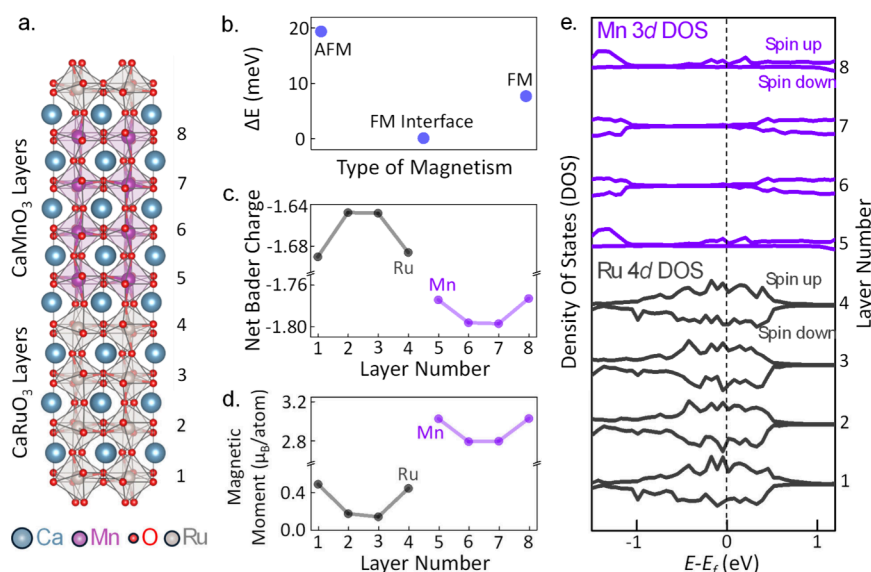 a.
CaMnO3 Layers
CaRuO3 Layers
8
7
6
5
4
3
2
1
Ca Mn O Ru
b.
ΔE (meV)
20
10
0
AFM
FM Interface
FM
Type of Magnetism
c.
Net Bader Charge
-1.64
-1.68
-1.76
-1.80
Ru
Mn
1 2 3 4 5 6 7 8
Layer Number
d.
Magnetic
Moment (μB/atom)
3.2
2.8
0.4
0.0
Mn
Ru
1 2 3 4 5 6 7 8
Layer Number
e.
Density Of States (DOS)
Mn 3d DOS
Spin up
Spin down
Ru 4d DOS
Spin up
Spin down
8
7
6
5
4
3
2
1
Layer Number
-1 0 1
E-Ef (eV)